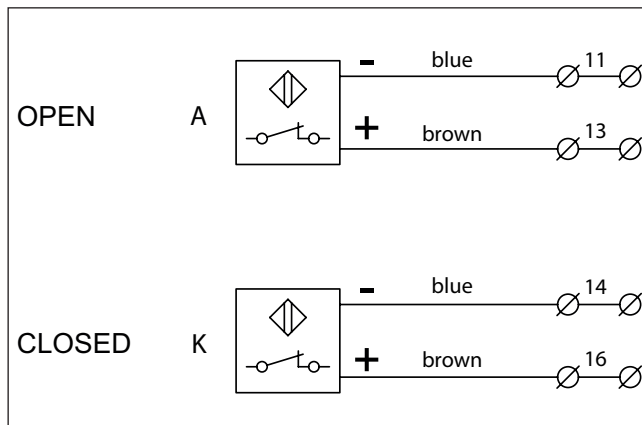 - blue 11
OPEN A
+ brown 13
- blue 14
CLOSED K
+ brown 16